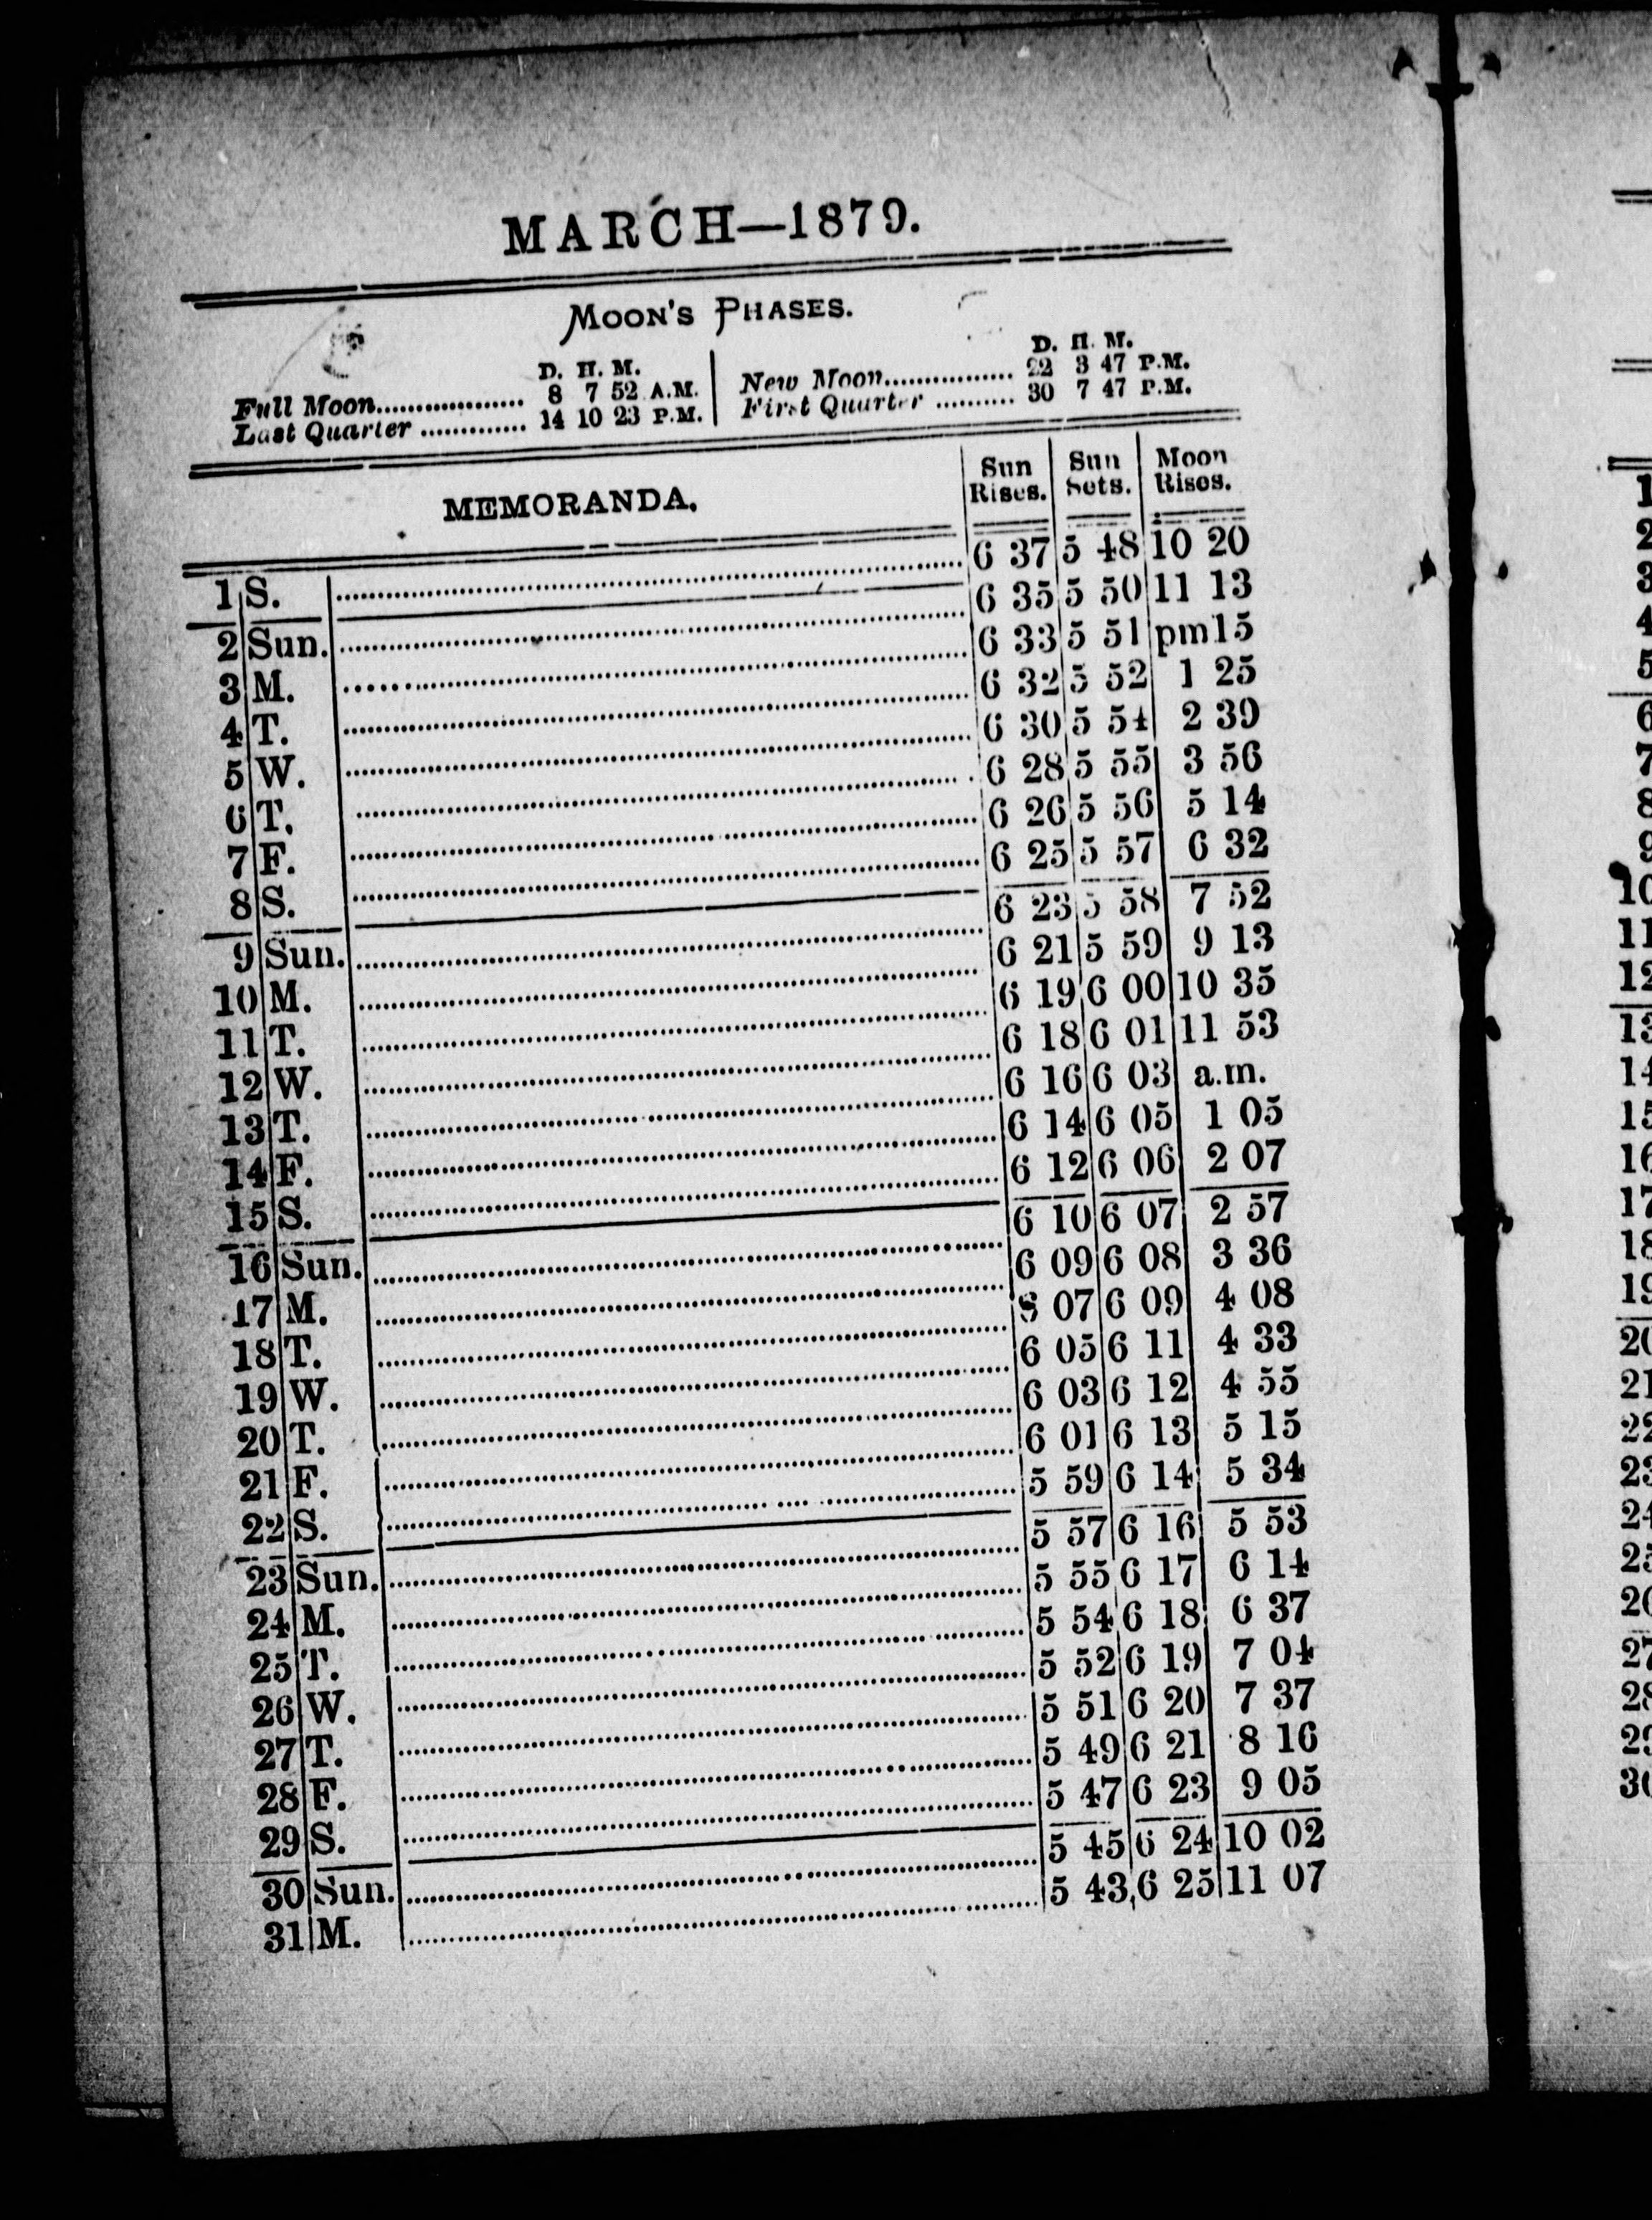 MARCH—1879.
MOON'S PHASES.
D. H. M.
Full Moon.................. 8 7 52 A.M.
Last Quarter ............. 14 10 23 P.M.
D. H. M.
New Moon................ 22 3 47 P.M.
First Quarter .......... 30 7 47 P.M.
MEMORANDA. Sun Rises. Sun Sets. Moon Rises.
1 S. 6 37 5 48 10 20
2 Sun. 6 35 5 50 11 13
3 M. 6 33 5 51 pm15
4 T. 6 32 5 52 1 25
5 W. 6 30 5 54 2 39
6 T. 6 28 5 55 3 56
7 F. 6 26 5 56 5 14
8 S. 6 25 5 57 6 32
9 Sun. 6 23 5 58 7 52
10 M. 6 21 5 59 9 13
11 T. 6 19 6 00 10 35
12 W. 6 18 6 01 11 53
13 T. 6 16 6 03 a.m.
14 F. 6 14 6 05 1 05
15 S. 6 12 6 06 2 07
16 Sun. 6 10 6 07 2 57
17 M. 6 09 6 08 3 36
18 T. 6 07 6 09 4 08
19 W. 6 05 6 11 4 33
20 T. 6 03 6 12 4 55
21 F. 6 01 6 13 5 15
22 S. 5 59 6 14 5 34
23 Sun. 5 57 6 16 5 53
24 M. 5 55 6 17 6 14
25 T. 5 54 6 18 6 37
26 W. 5 52 6 19 7 04
27 T. 5 51 6 20 7 37
28 F. 5 49 6 21 8 16
29 S. 5 47 6 23 9 05
30 Sun. 5 45 6 24 10 02
31 M. 5 43 6 25 11 07